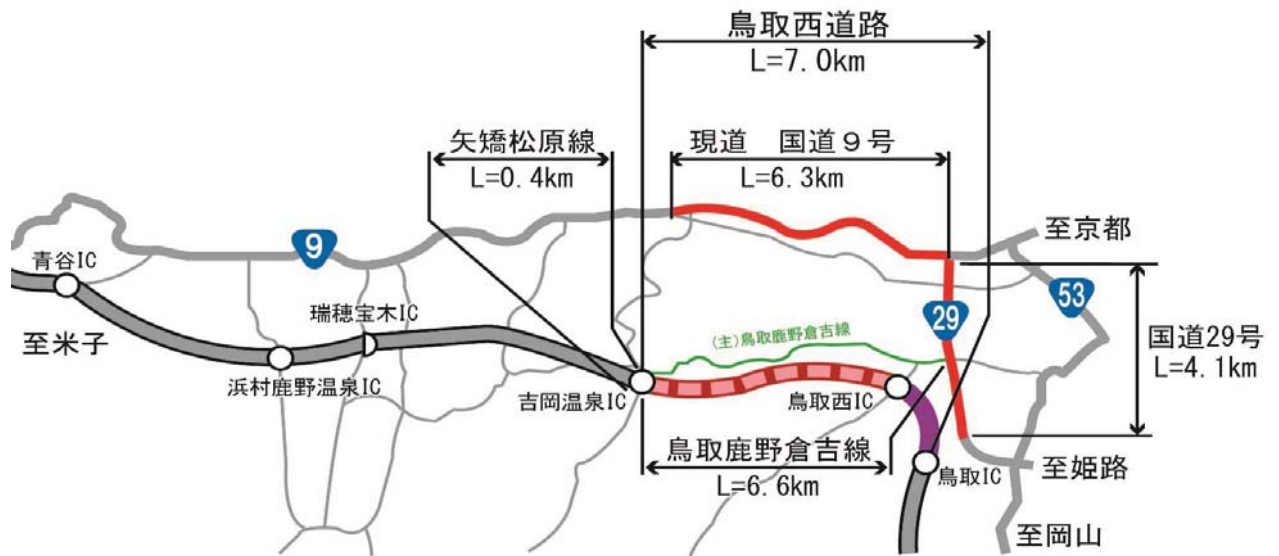 鳥取西道路
L=7.0km
矢矯松原線
L=0.4km
現道 国道９号
L=6.3km
至京都
青谷IC
9
53
瑞穂宝木IC
29
至米子
(主)鳥取鹿野倉吉線
国道29号
L=4.1km
浜村鹿野温泉IC
吉岡温泉IC
鳥取西IC
鳥取鹿野倉吉線
L=6.6km
鳥取IC
至姫路
至岡山